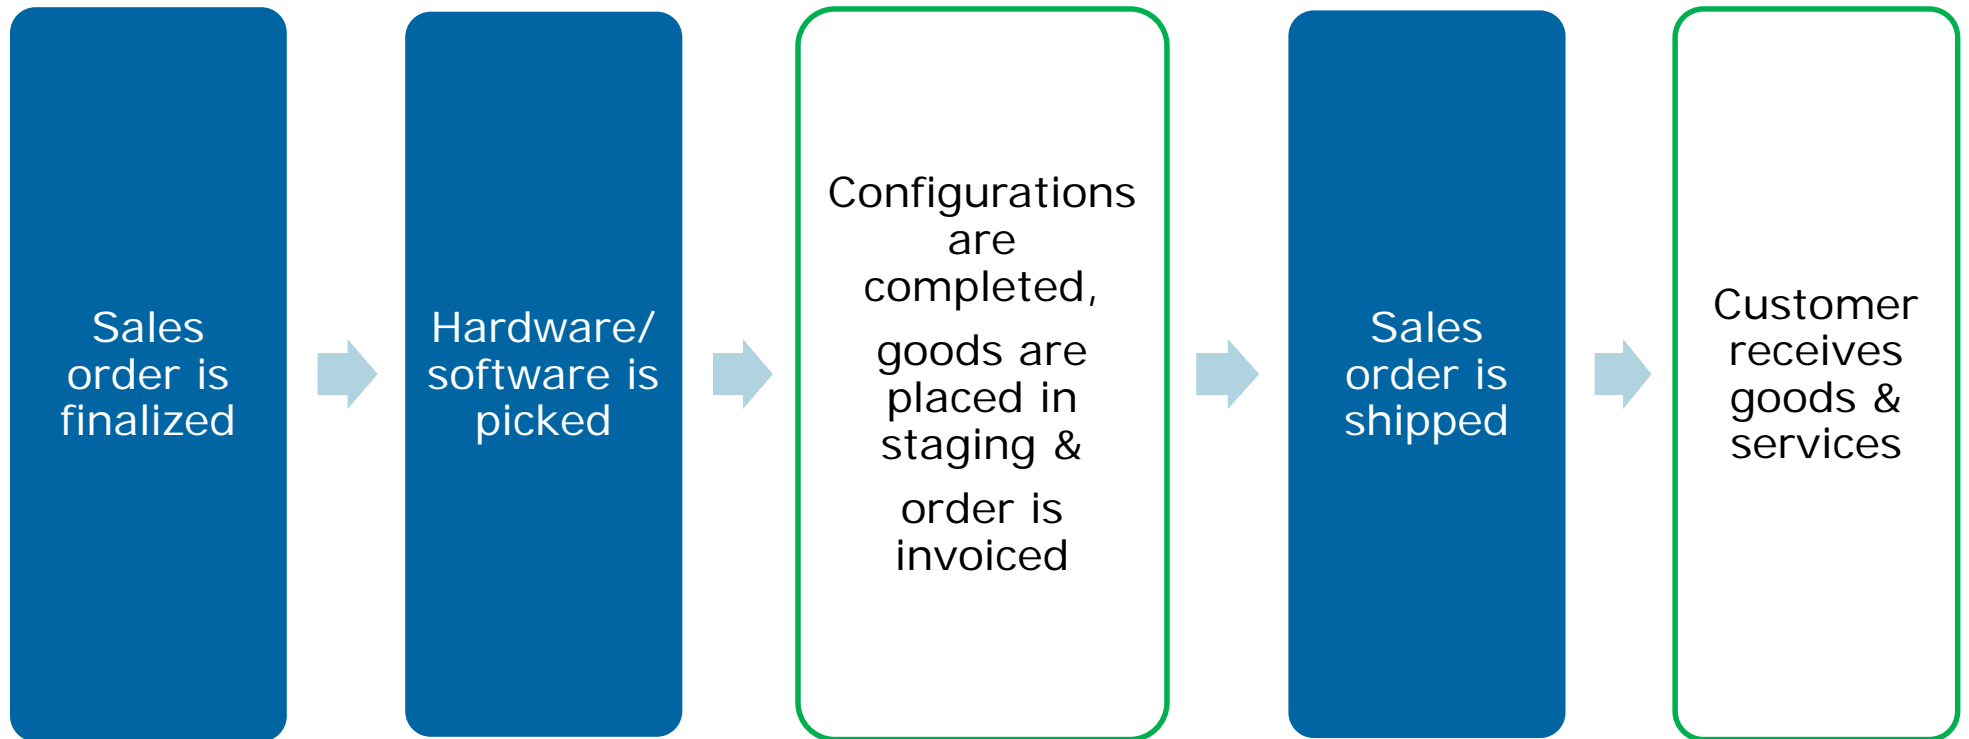 Sales
order is
finalized
Hardware/
software is
picked
Configurations
are
completed,
goods are
placed in
staging &
order is
invoiced
Sales
order is
shipped
Customer
receives
goods &
services